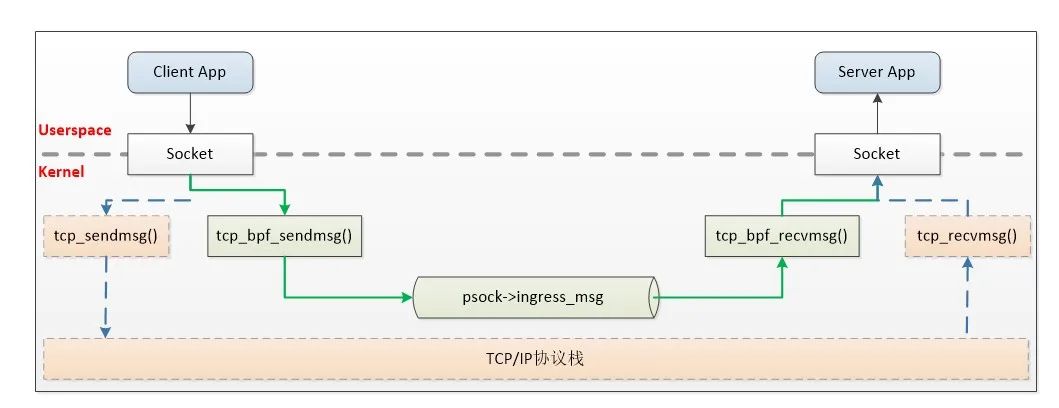 Client App
Server App
Userspace
Socket
Socket
Kernel
tcp_sendmsg()
tcp_bpf_sendmsg()
tcp_bpf_recvmsg()
tcp_recvmsg()
psock->ingress_msg
TCP/IP协议栈